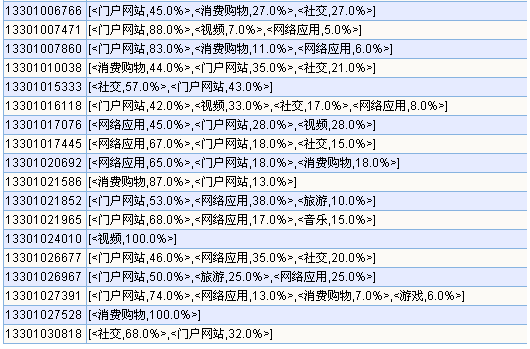 13301006766 [<门户网站,45.0%>,<消费购物,27.0%>,<社交,27.0%>]
13301007471 [<门户网站,88.0%>,<视频,7.0%>,<网络应用,5.0%>]
13301007860 [<门户网站,83.0%>,<消费购物,11.0%>,<网络应用,6.0%>]
13301010038 [<消费购物,44.0%>,<门户网站,35.0%>,<社交,21.0%>]
13301015333 [<社交,57.0%>,<门户网站,43.0%>]
13301016118 [<门户网站,42.0%>,<视频,33.0%>,<社交,17.0%>,<网络应用,8.0%>]
13301017076 [<网络应用,45.0%>,<门户网站,28.0%>,<视频,28.0%>]
13301017445 [<网络应用,67.0%>,<门户网站,18.0%>,<社交,15.0%>]
13301020692 [<网络应用,65.0%>,<门户网站,18.0%>,<消费购物,18.0%>]
13301021586 [<消费购物,87.0%>,<门户网站,13.0%>]
13301021852 [<门户网站,53.0%>,<网络应用,38.0%>,<旅游,10.0%>]
13301021965 [<门户网站,68.0%>,<网络应用,17.0%>,<音乐,15.0%>]
13301024010 [<视频,100.0%>]
13301026677 [<门户网站,46.0%>,<网络应用,35.0%>,<社交,20.0%>]
13301026967 [<门户网站,50.0%>,<旅游,25.0%>,<网络应用,25.0%>]
13301027391 [<门户网站,74.0%>,<网络应用,13.0%>,<消费购物,7.0%>,<游戏,6.0%>]
13301027528 [<消费购物,100.0%>]
13301030818 [<社交,68.0%>,<门户网站,32.0%>]